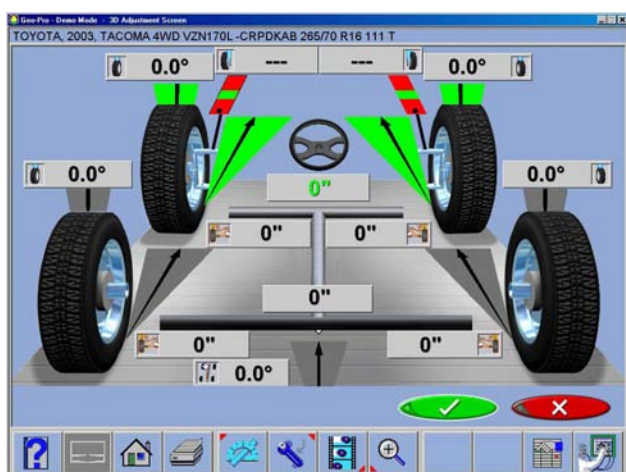 Geo-Pro - Demo Mode - 3D Adjustment Screen
TOYOTA, 2003, TACOMA 4WD VZN170L -CRPDKAB 265/70 R16 111 T
0.0° --- --- 0.0°
0.0° 0.0°
0"
0" 0"
0"
0" 0"
0.0°
?